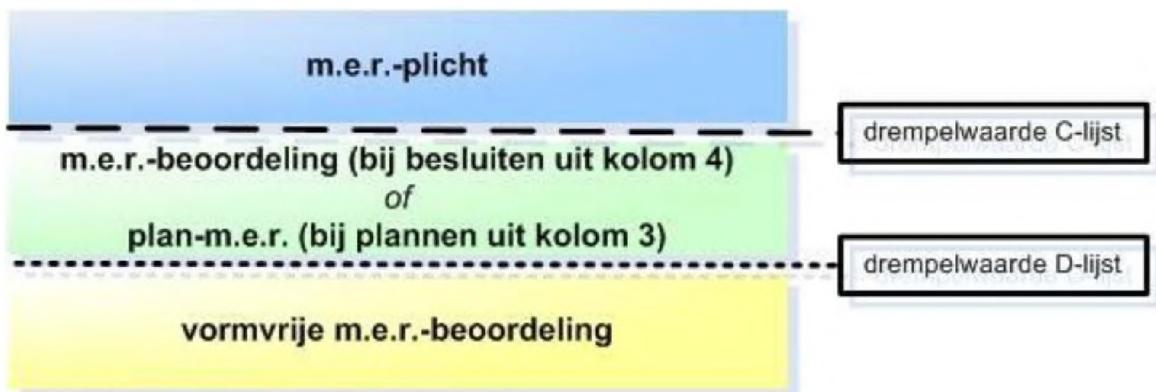 m.e.r.-plicht
drempelwaarde C-lijst
m.e.r.-beoordeling (bij besluiten uit kolom 4)
of
plan-m.e.r. (bij plannen uit kolom 3)
drempelwaarde D-lijst
vormvrije m.e.r.-beoordeling